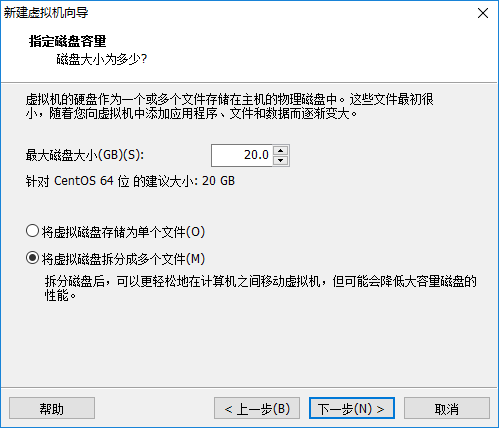 新建虚拟机向导
指定磁盘容量
磁盘大小为多少?
虚拟机的硬盘作为一个或多个文件存储在主机的物理磁盘中。这些文件最初很
小，随着您向虚拟机中添加应用程序、文件和数据而逐渐变大。
最大磁盘大小(GB)(S): 20.0
针对 CentOS 64 位 的建议大小: 20 GB
将虚拟磁盘存储为单个文件(O)
将虚拟磁盘拆分成多个文件(M)
拆分磁盘后，可以更轻松地在计算机之间移动虚拟机，但可能会降低大容量磁盘的
性能。
帮助 < 上一步(B) 下一步(N) > 取消